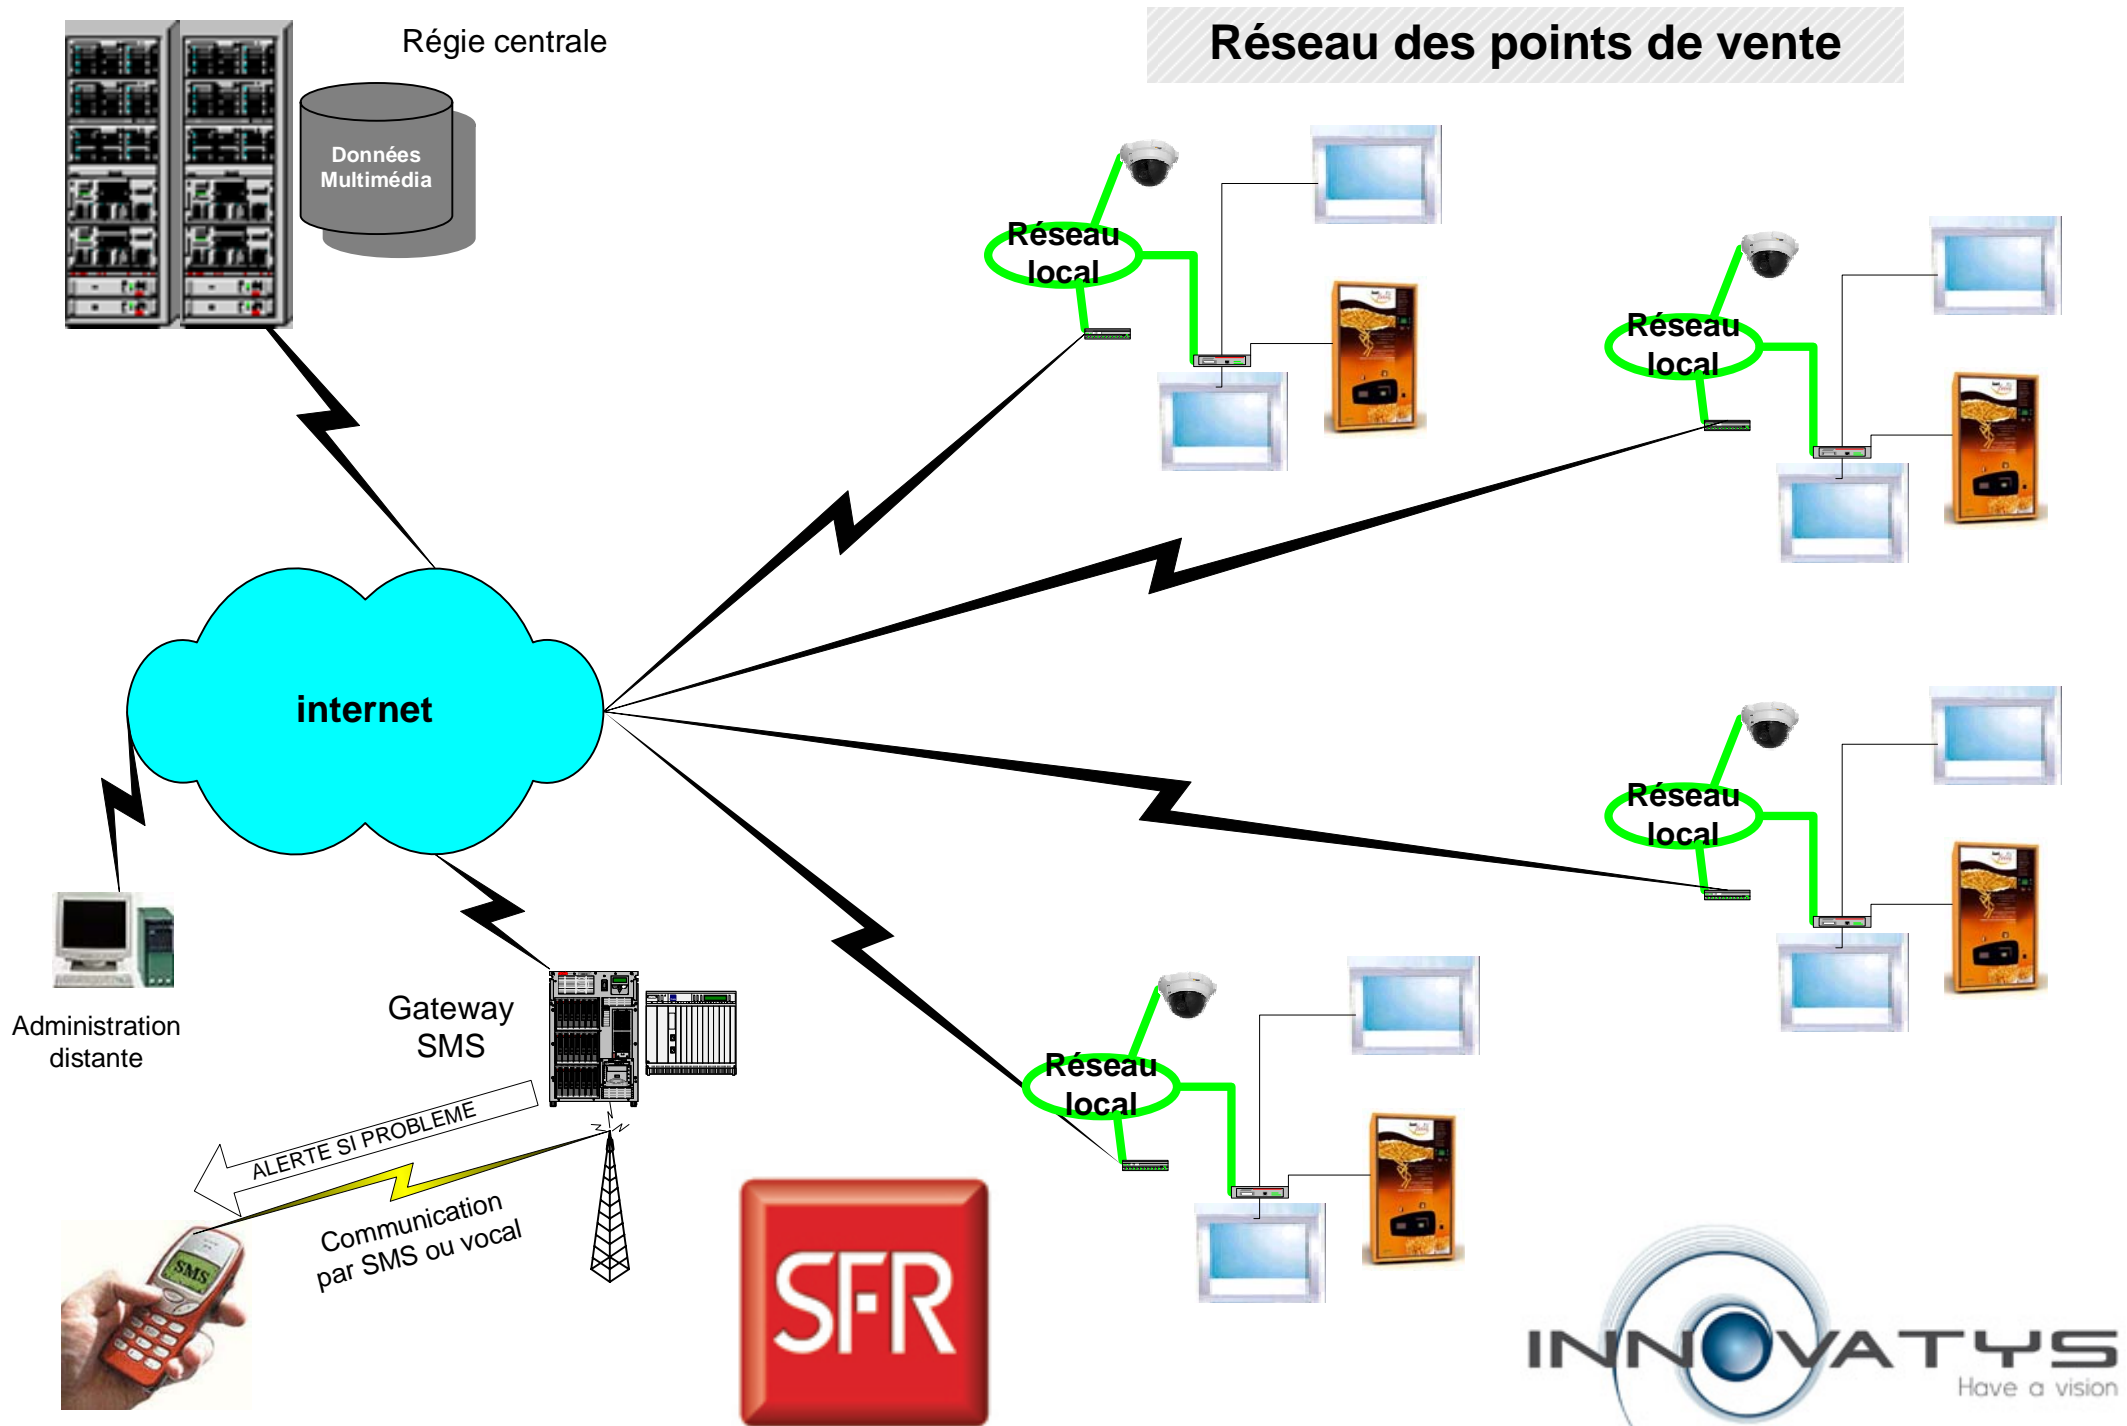 Régie centrale
Réseau des points de vente
Données
Multimédia
Réseau
local
Réseau
local
internet
Réseau
local
Administration
distante
Gateway
SMS
Réseau
local
ALERTE SI PROBLEME
Communication
par SMS ou vocal
SMS
SFR
INNOVATYS
Have a vision